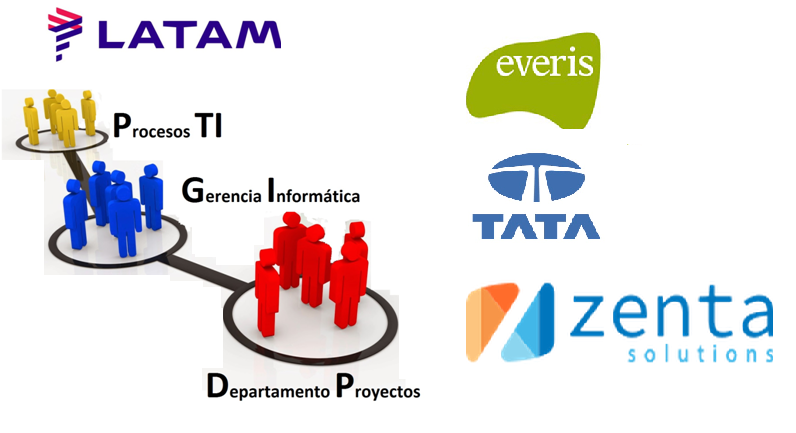 LATAM
Procesos TI
Gerencia Informática
Departamento Proyectos
everis
TATA
zenta
solutions